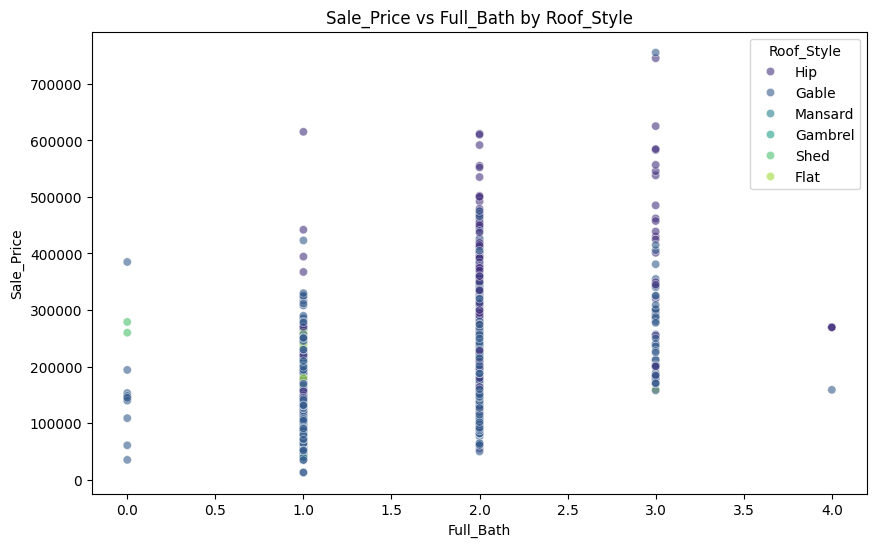 Sale_Price vs Full_Bath by Roof_Style
Roof_Style
Hip
Gable
Mansard
Gambrel
Shed
Flat
Sale_Price
700000
600000
500000
400000
300000
200000
100000
0
0.0 0.5 1.0 1.5 2.0 2.5 3.0 3.5 4.0
Full_Bath